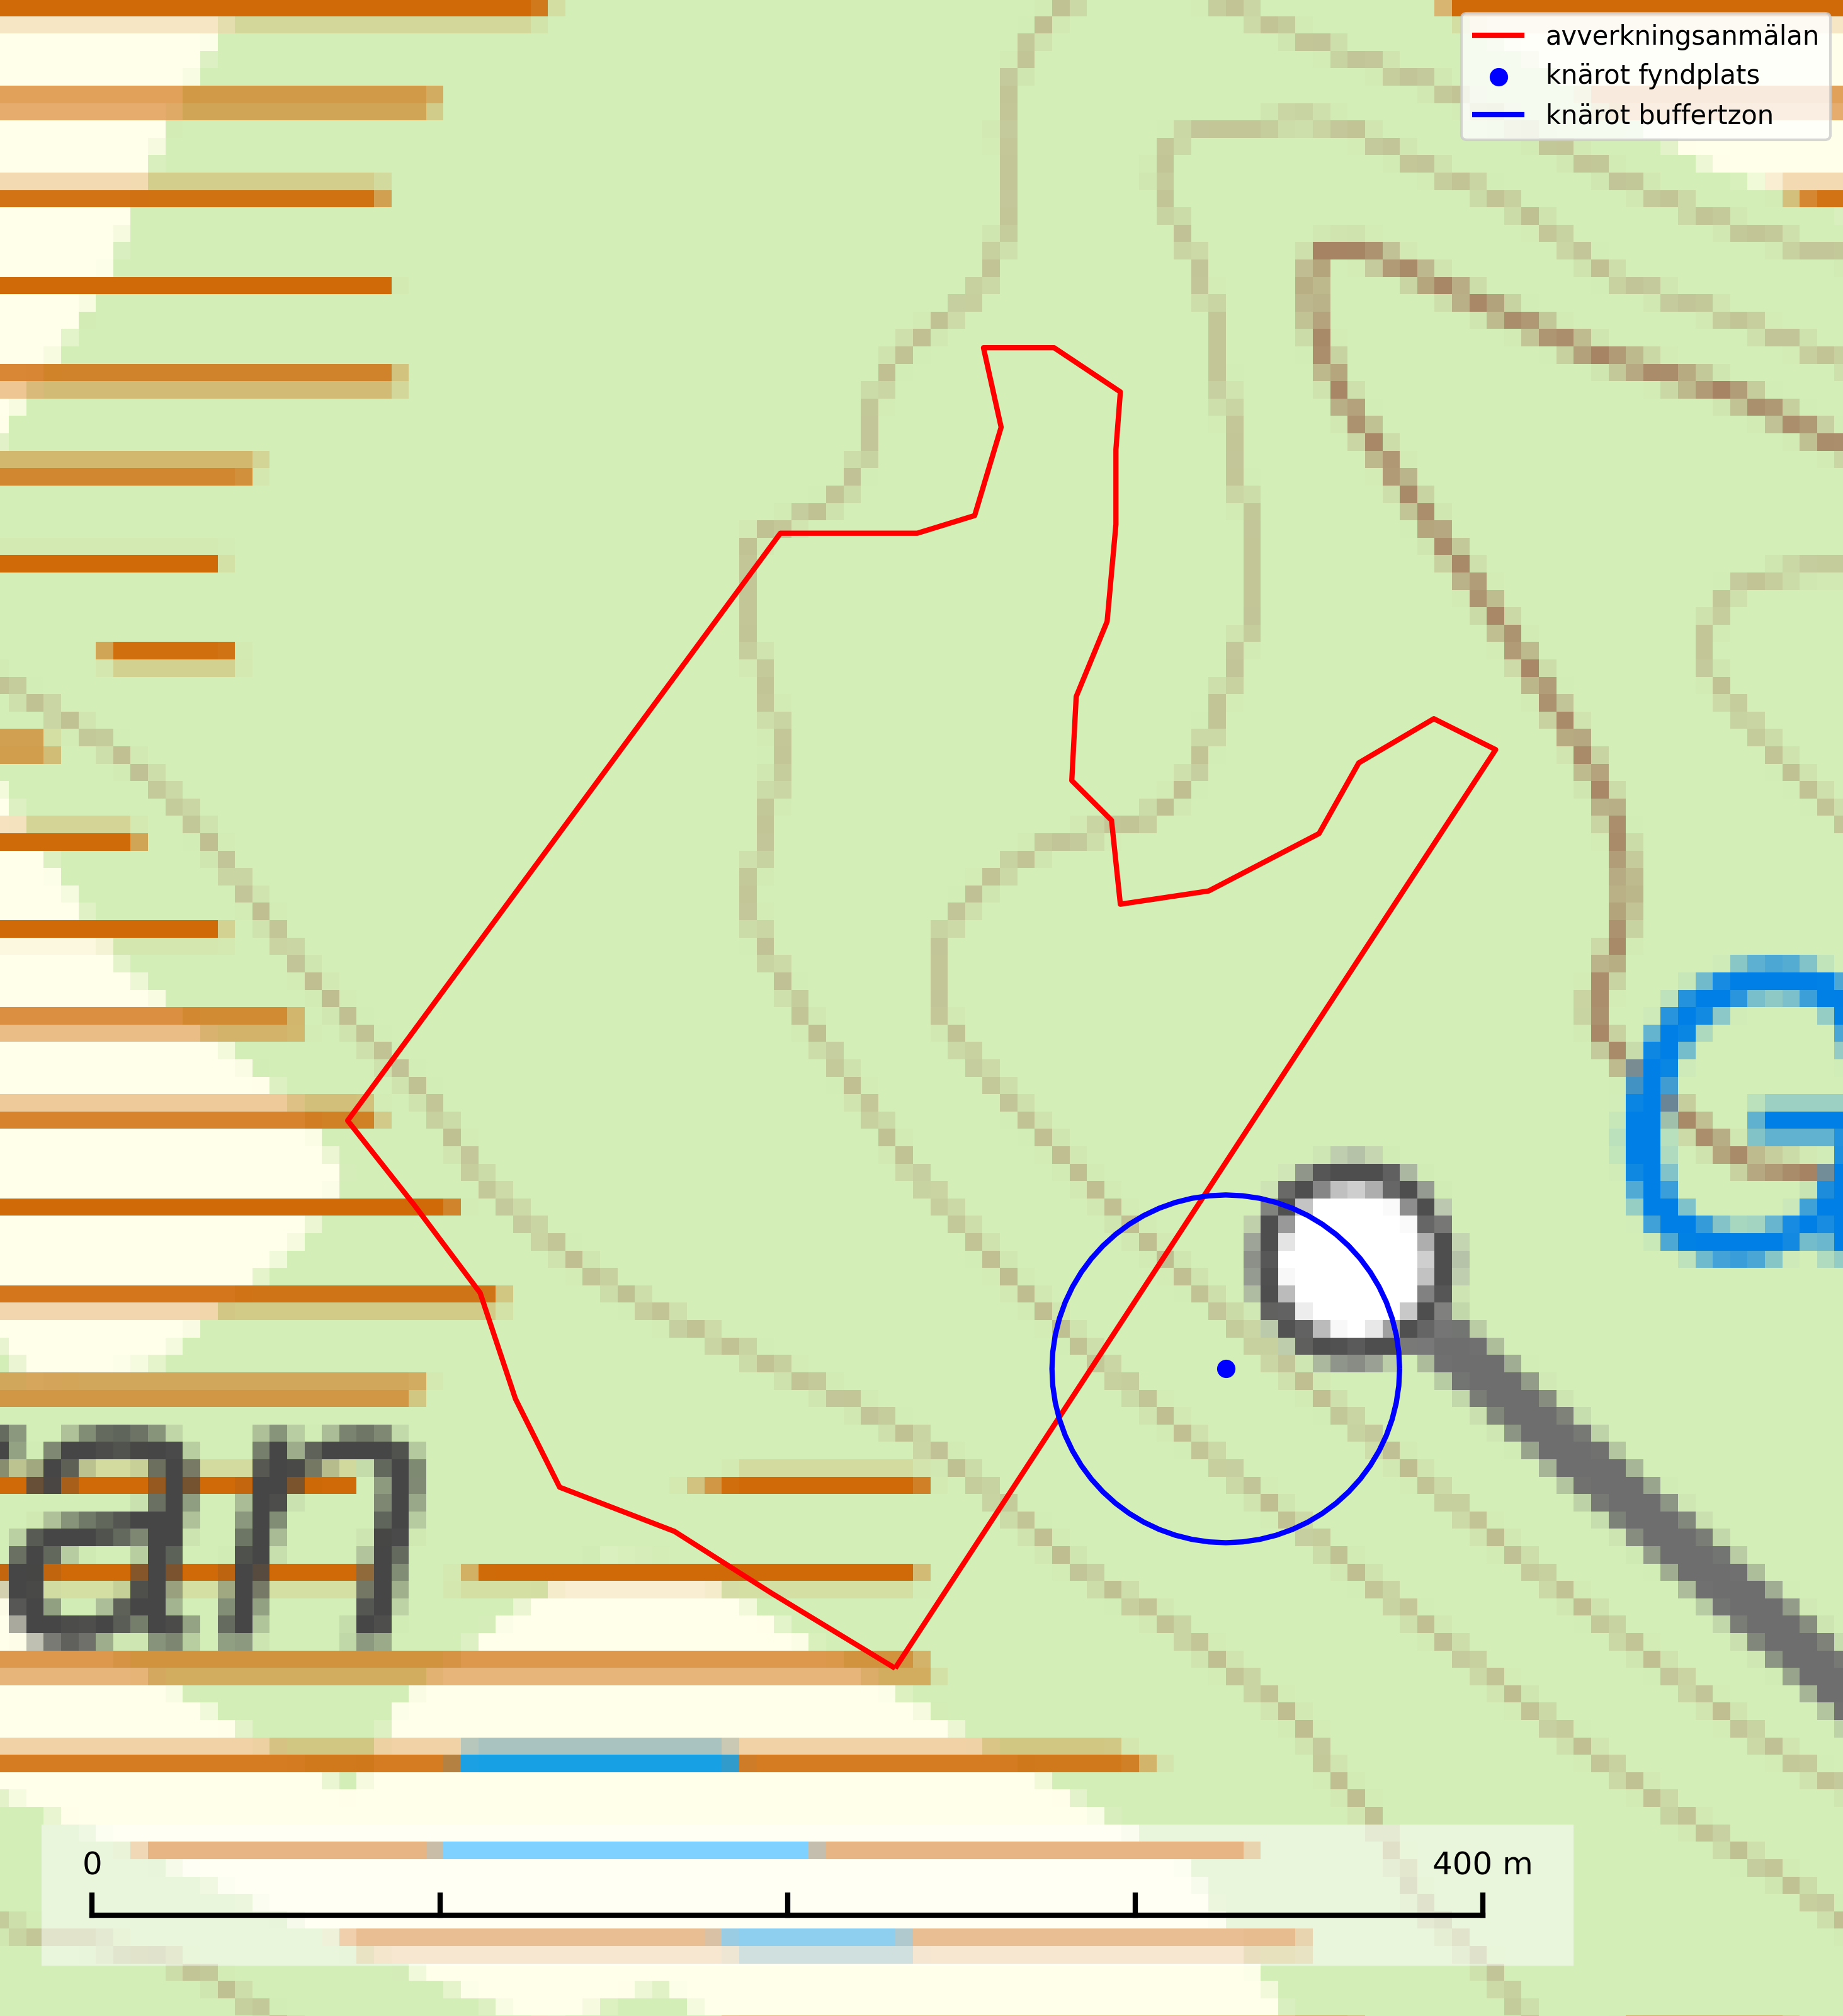 avverkningsanmälan
knärot fyndplats
knärot buffertzon
G
an
0 400 m